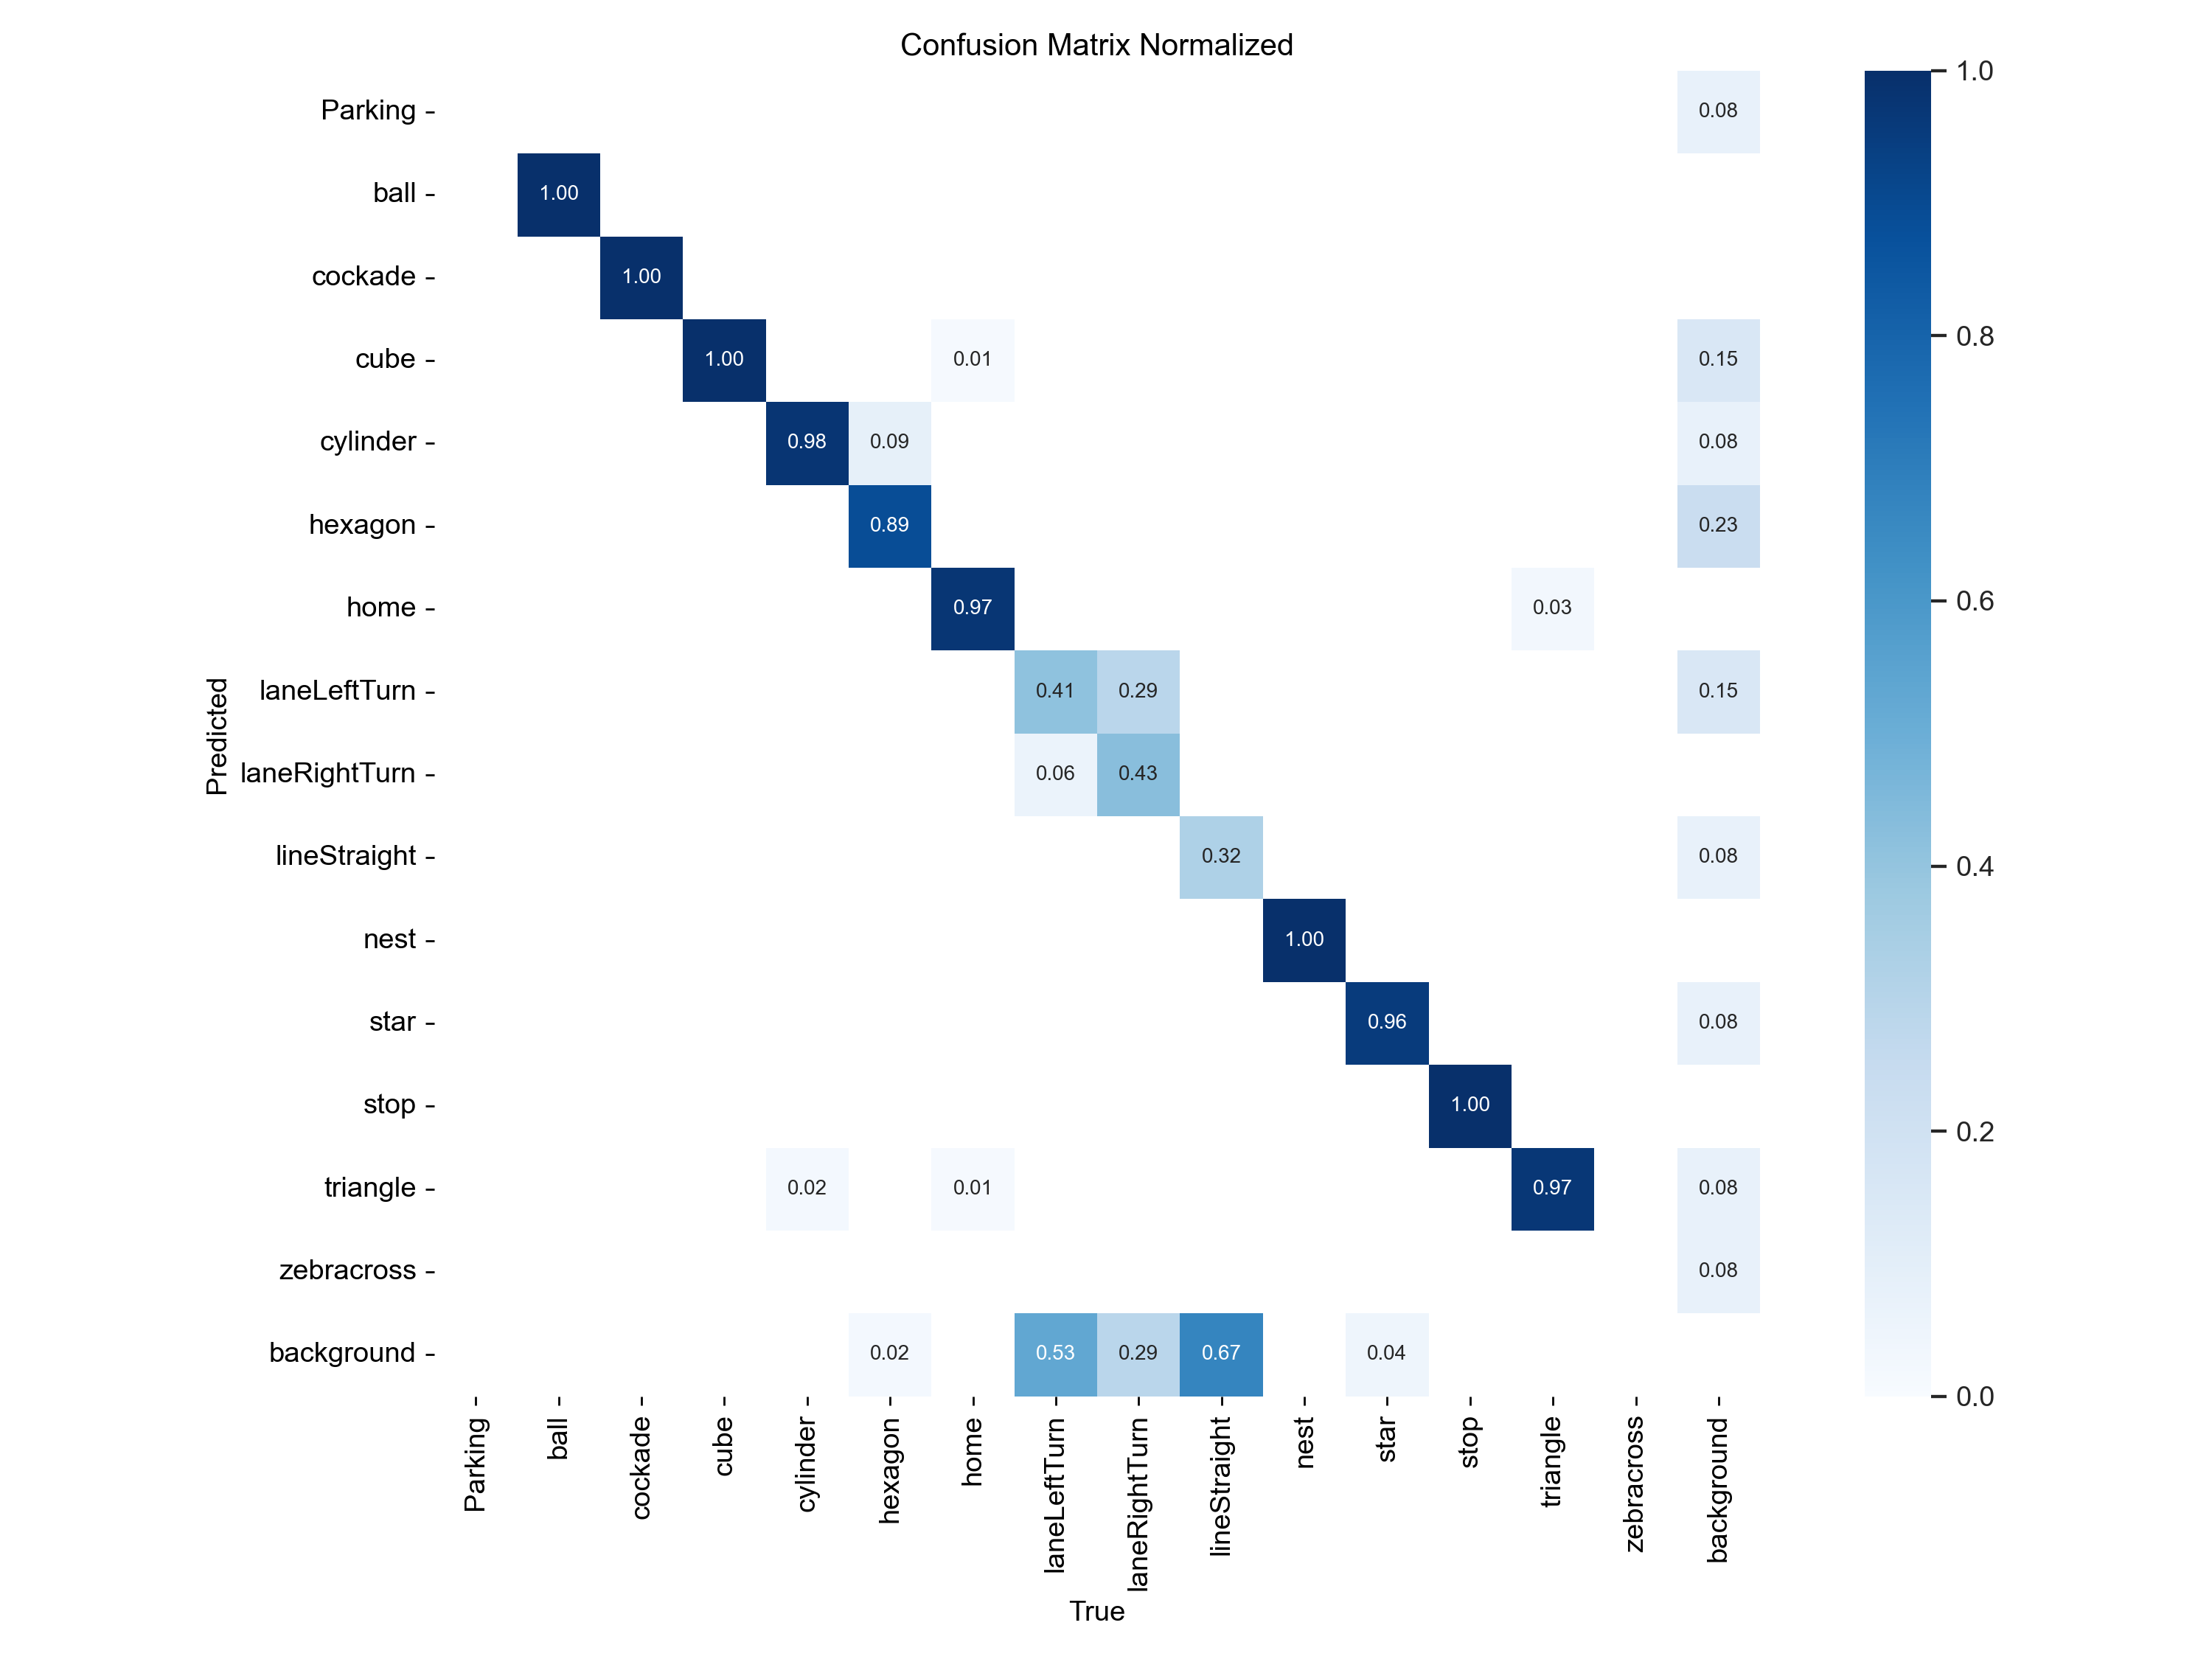 Confusion Matrix Normalized
Parking
0.08
1.0
ball
1.00
cockade
1.00
cube
1.00
0.01
0.15
0.8
cylinder
0.98
0.09
0.08
hexagon
0.89
0.23
home
0.97
0.03
0.6
laneLeftTurn
0.41
0.29
0.15
Predicted
laneRightTurn
0.06
0.43
lineStraight
0.32
0.08
0.4
nest
1.00
star
0.96
0.08
stop
1.00
0.2
triangle
0.02
0.01
0.97
0.08
zebracross
0.08
background
0.02
0.53
0.29
0.67
0.04
0.0
Parking
ball
cockade
cube
cylinder
hexagon
home
laneLeftTurn
laneRightTurn
lineStraight
nest
star
stop
triangle
zebracross
background
True